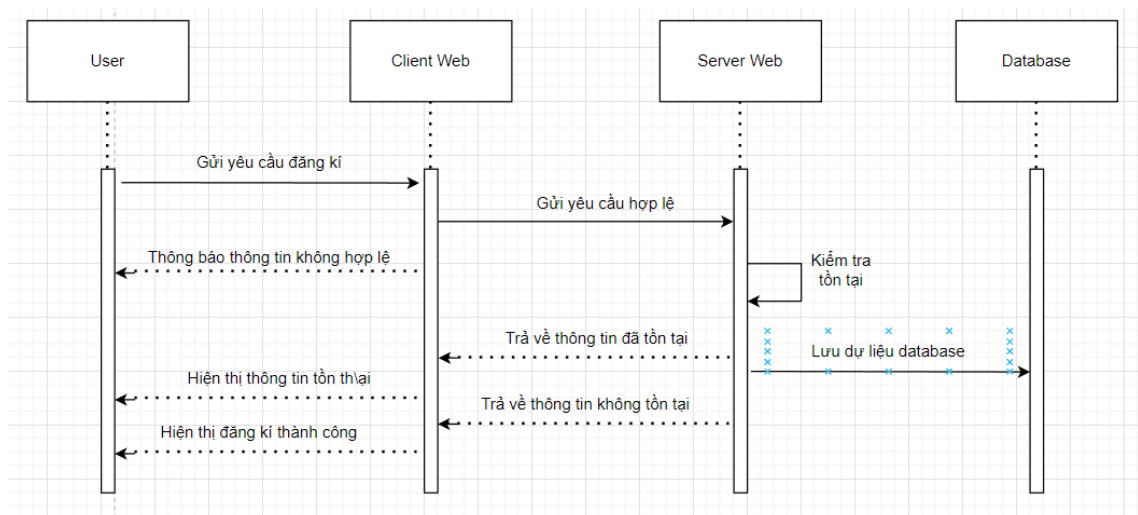 User
Client Web
Server Web
Database
Gửi yêu cầu đăng kí
Gửi yêu cầu hợp lệ
Thông báo thông tin không hợp lệ
Kiểm tra
tồn tại
Trả về thông tin đã tồn tại
Lưu dự liệu database
Hiện thị thông tin tồn th\ại
Trả về thông tin không tồn tại
Hiện thị đăng kí thành công